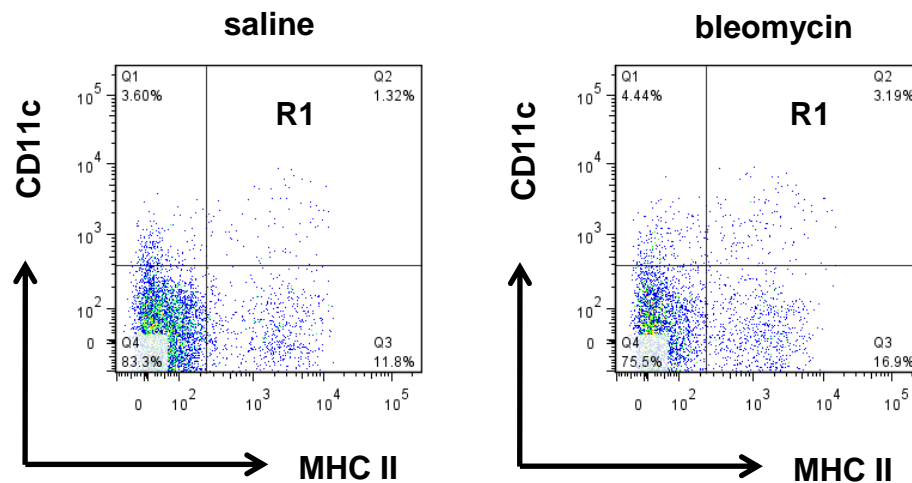 saline
Q1
3.60%
Q2
1.32%
R1
10^5
10^4
10^3
10^2
0
Q4
83.3%
Q3
11.8%
0 10^2 10^3 10^4 10^5
CD11c
MHC II
bleomycin
Q1
4.44%
Q2
3.19%
R1
10^5
10^4
10^3
10^2
0
Q4
75.5%
Q3
16.9%
0 10^2 10^3 10^4 10^5
CD11c
MHC II